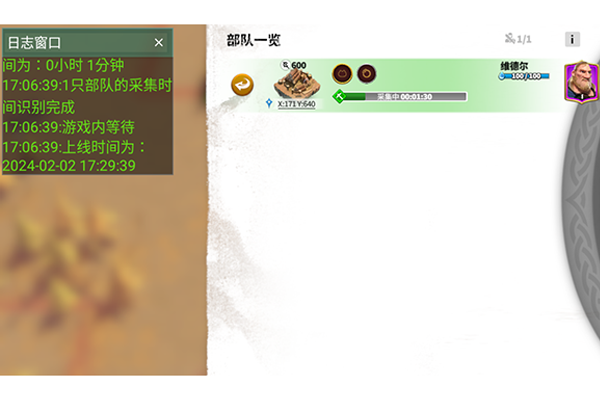 日志窗口
间为：0小时 1分钟
17:06:39:1只部队的采集时
间识别完成
17:06:39:游戏内等待
17:06:39:上线时间为：
2024-02-02 17:29:39
部队一览
1/1
i
600
X:171 Y:640
采集中 00:01:30
维德尔
100/100